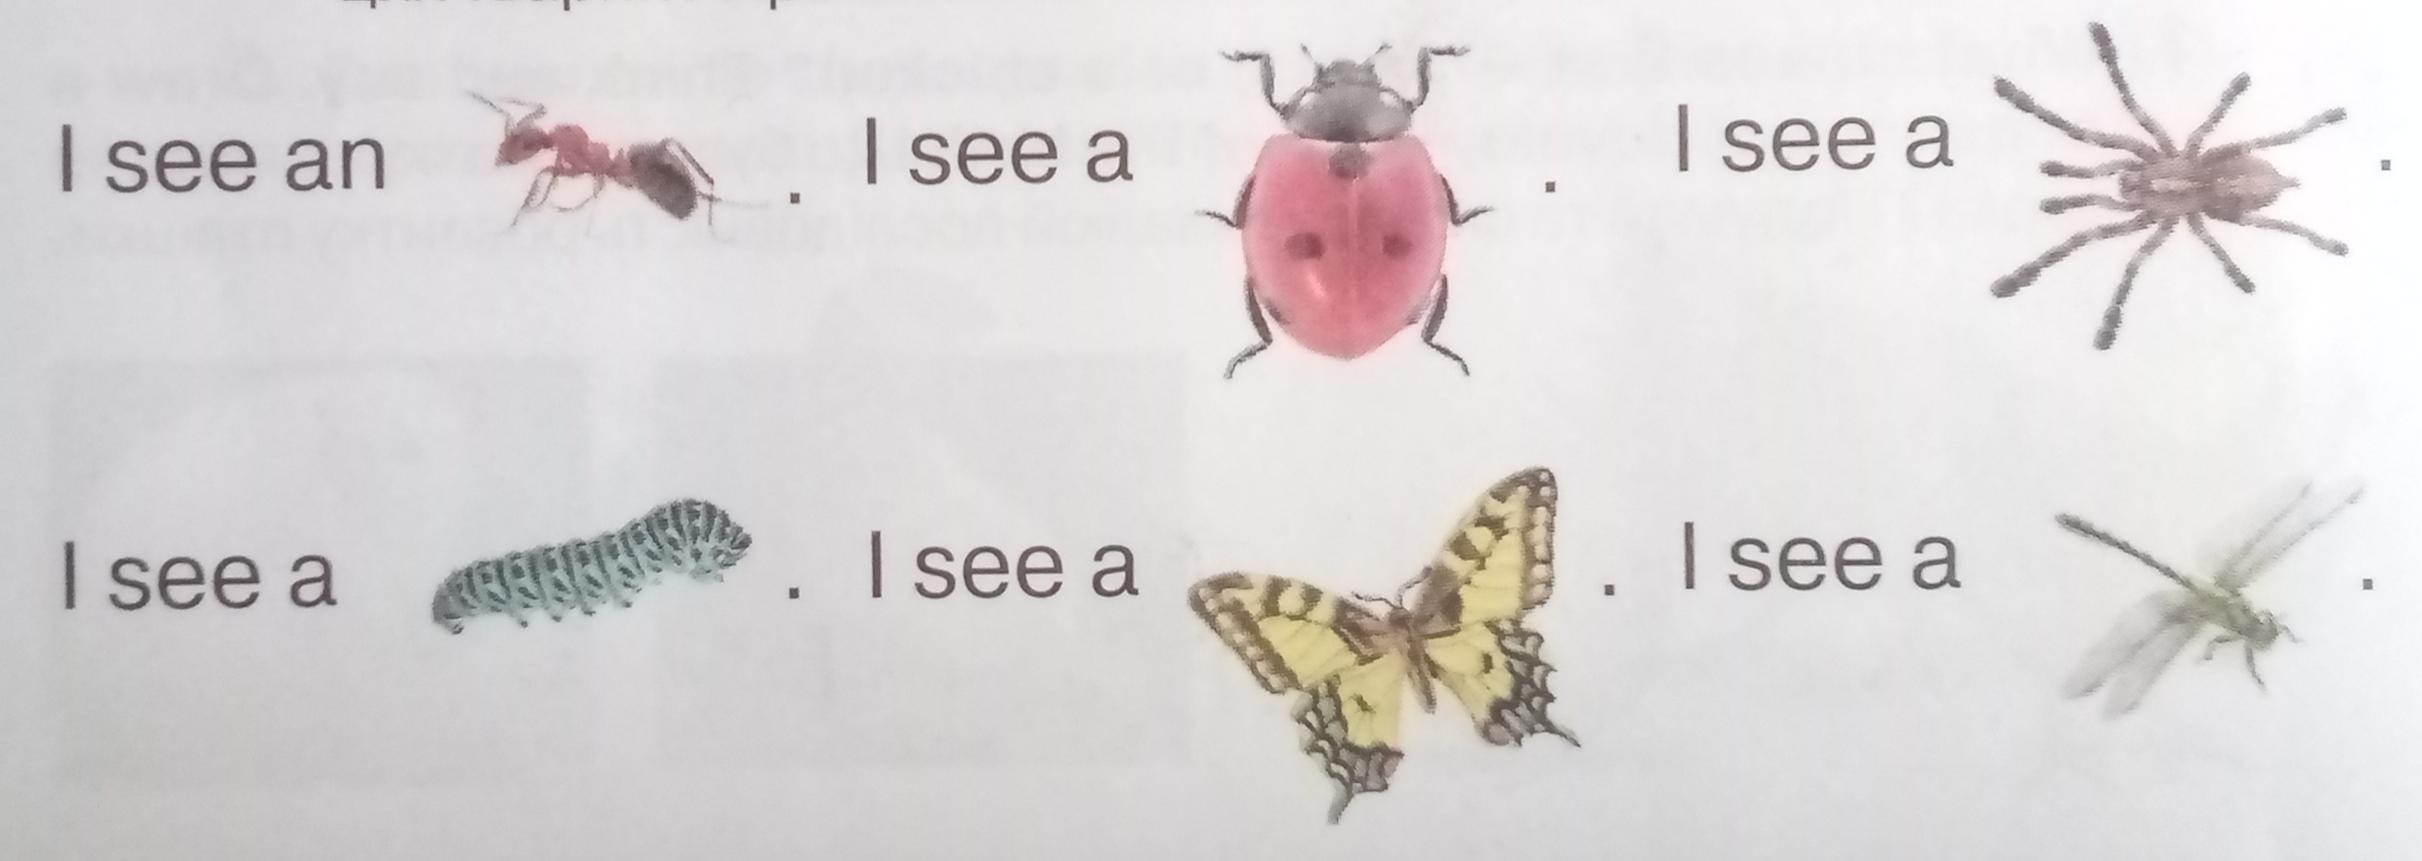 I see an . I see a . I see a .
I see a . I see a . I see a .